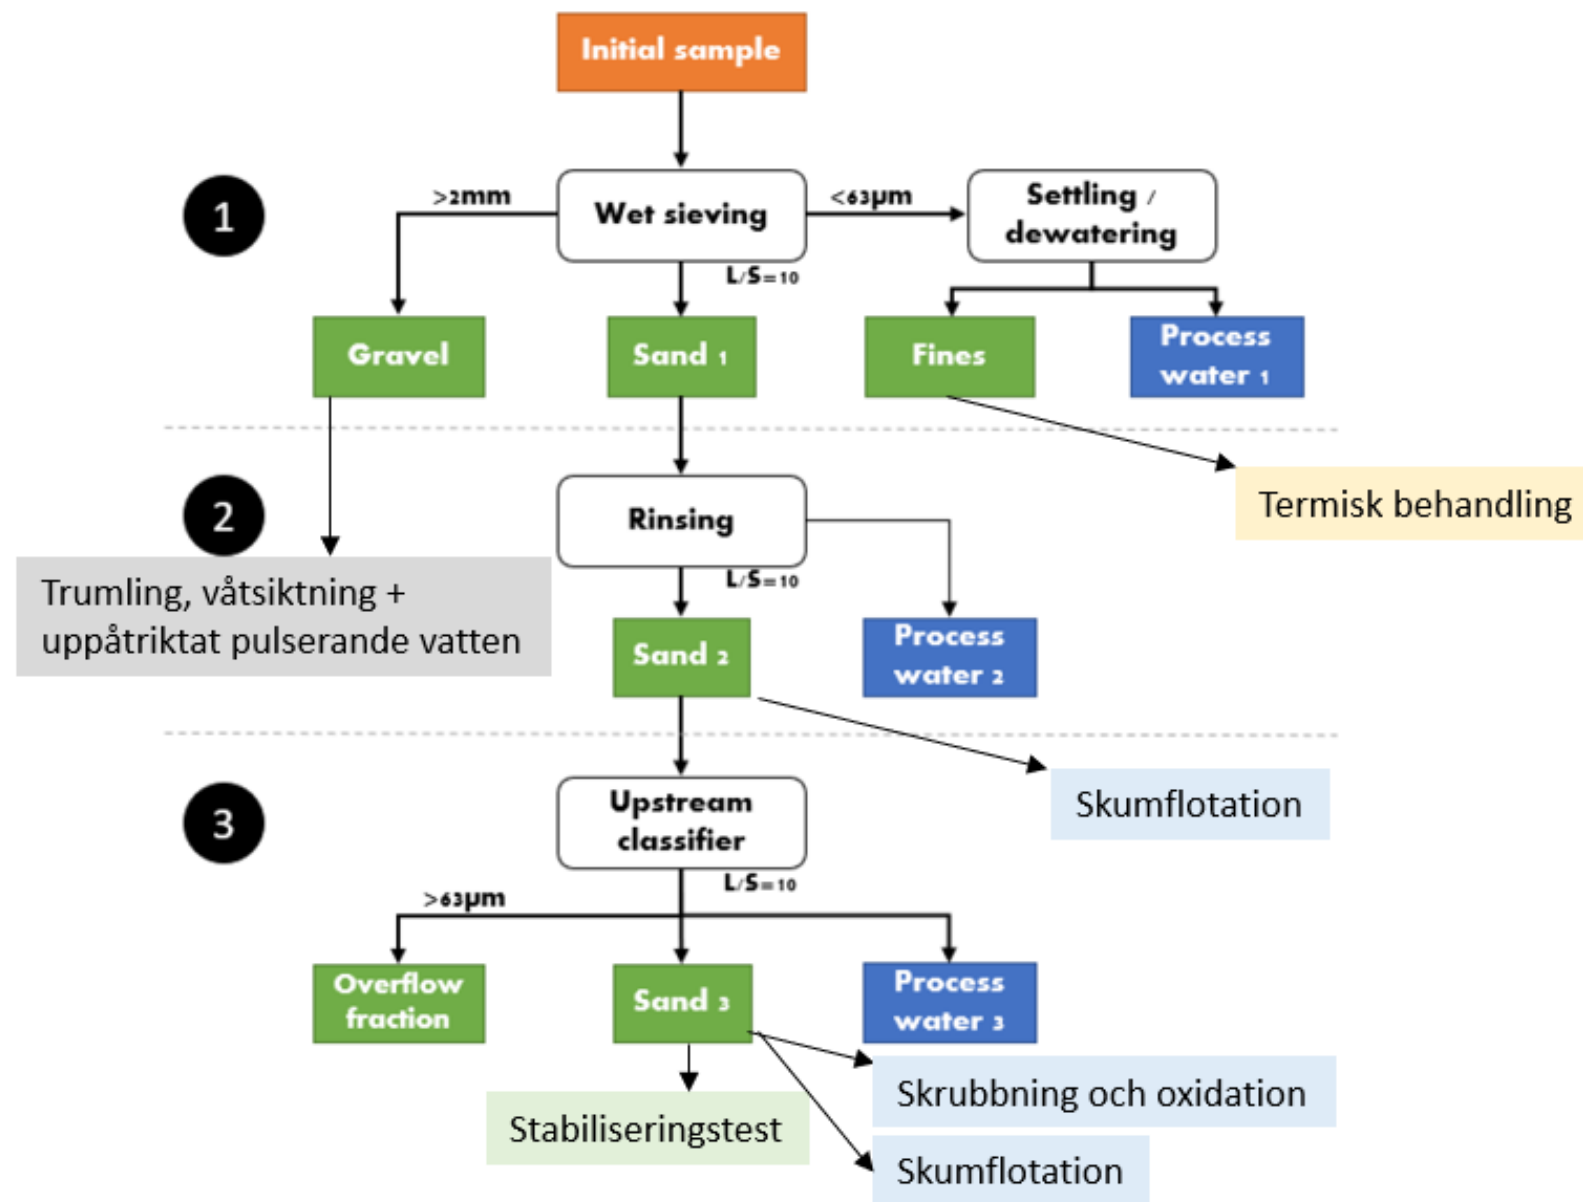 Initial sample
1
>2mm
Wet sieving
<63µm
Settling /
dewatering
L/S=10
Gravel
Sand 1
Fines
Process
water 1
Termisk behandling
2
Rinsing
L/S=10
Trumling, våtsiktning +
uppåtriktat pulserande vatten
Sand 2
Process
water 2
Skumflotation
3
Upstream
classifier
L/S=10
>63µm
Overflow
fraction
Sand 3
Process
water 3
Skrubbning och oxidation
Stabiliseringstest
Skumflotation